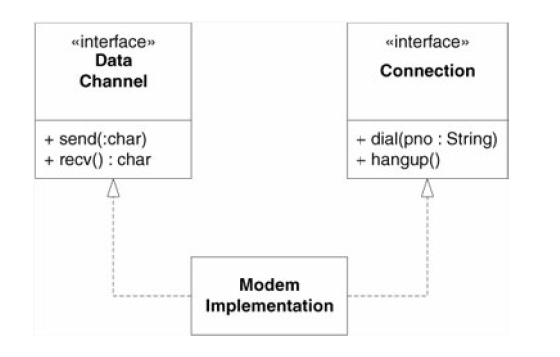 «interface»
Data
Channel
+ send(:char)
+ recv() : char
«interface»
Connection
+ dial(pno : String)
+ hangup()
Modem
Implementation